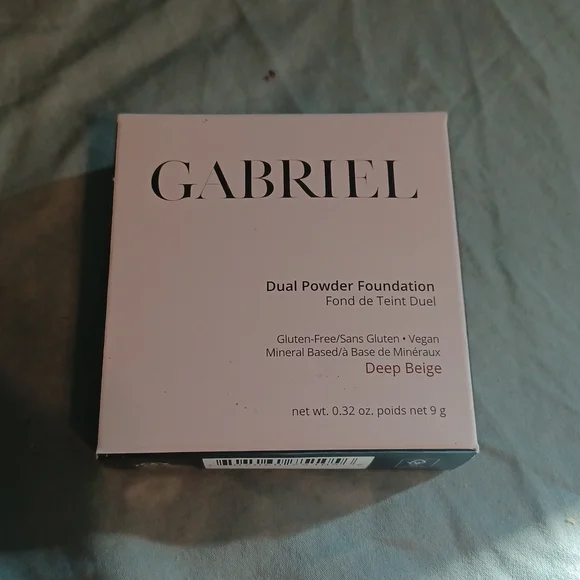 GABRIEL
Dual Powder Foundation
Fond de Teint Duel
Gluten-Free/Sans Gluten • Vegan
Mineral Based/à Base de Minéraux
Deep Beige
net wt. 0.32 oz. poids net 9 g